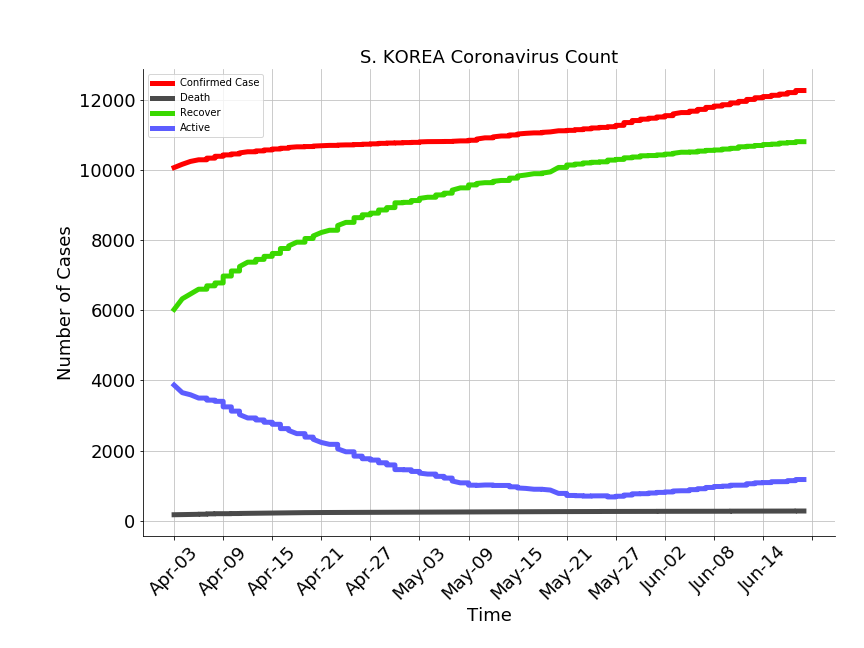 S. KOREA Coronavirus Count
Confirmed Case
Death
Recover
Active
12000
10000
8000
6000
4000
2000
0
Number of Cases
Apr-03 Apr-09 Apr-15 Apr-21 Apr-27 May-03 May-09 May-15 May-21 May-27 Jun-02 Jun-08 Jun-14
Time